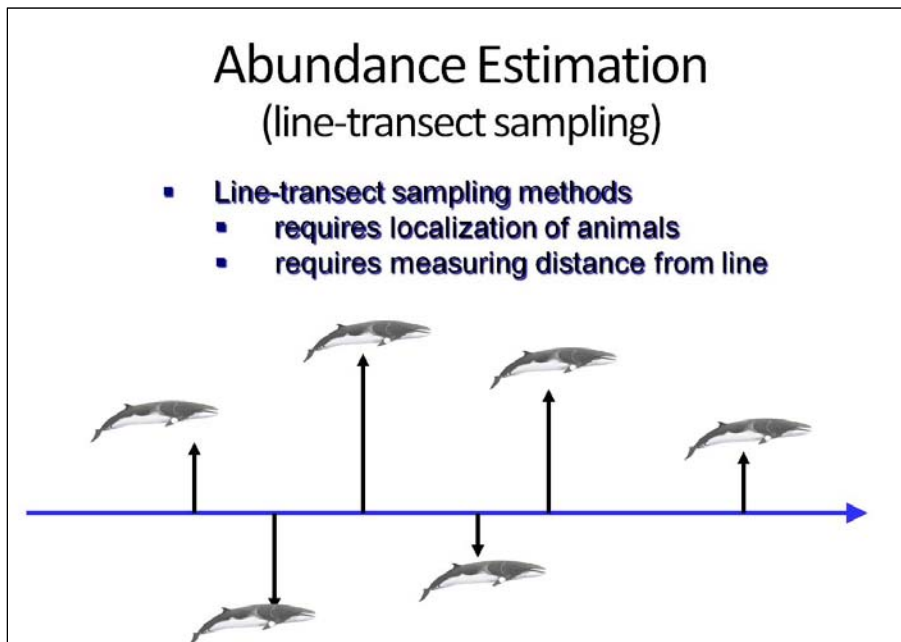 Abundance Estimation
(line-transect sampling)
▪ Line-transect sampling methods
▪ requires localization of animals
▪ requires measuring distance from line